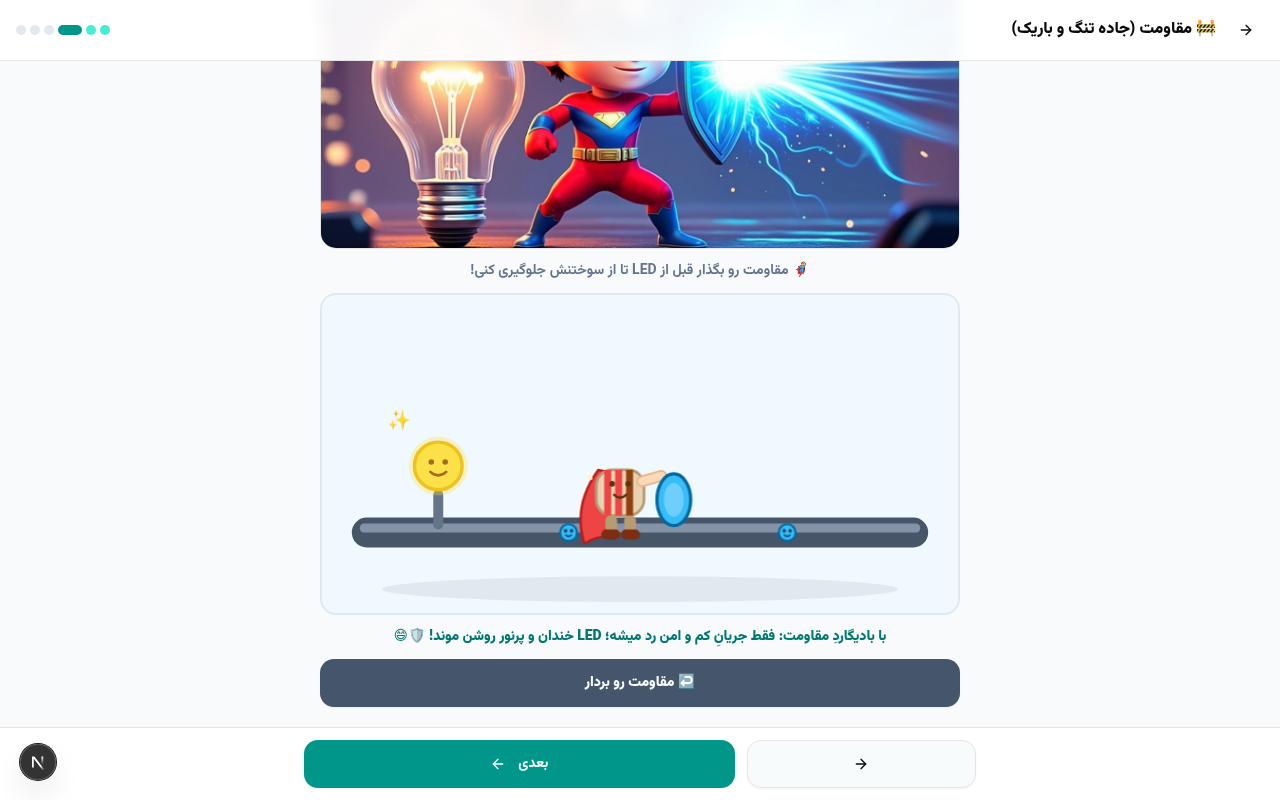 🚧 مقاومت (جاده تنگ و باریک)
🦸 مقاومت رو بگذار قبل از LED تا از سوختنش جلوگیری کنی!
با بادیگاردِ مقاومت: فقط جریانِ کم و امن رد میشه؛ LED خندان و پرنور روشن موند! 🛡️😄
↩️ مقاومت رو بردار
بعدی
N